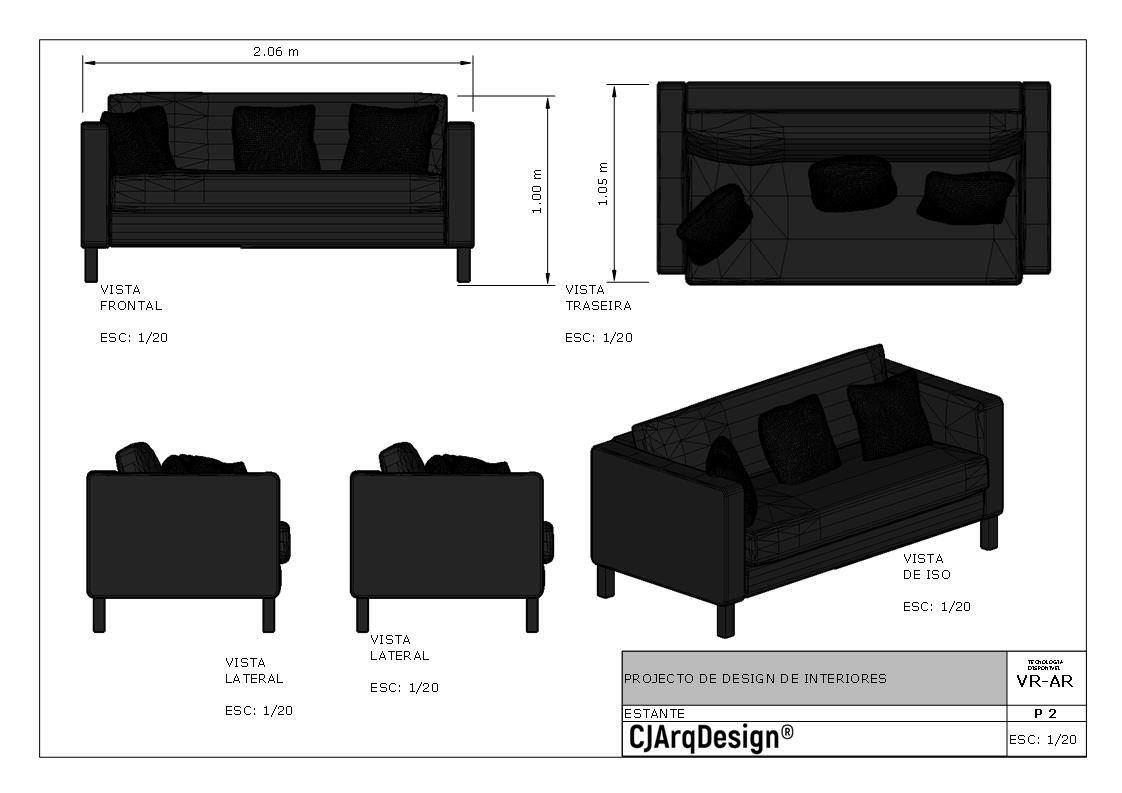 2.06 m
1.00 m
1.05 m
VISTA
FRONTAL
ESC: 1/20
VISTA
TRASEIRA
ESC: 1/20
VISTA
DE ISO
ESC: 1/20
VISTA
LATERAL
ESC: 1/20
VISTA
LATERAL
ESC: 1/20
PROJECTO DE DESIGN DE INTERIORES
TECNOLOGIA
DISPONIVEL
VR-AR
ESTANTE
P 2
CJArqDesign®
ESC: 1/20